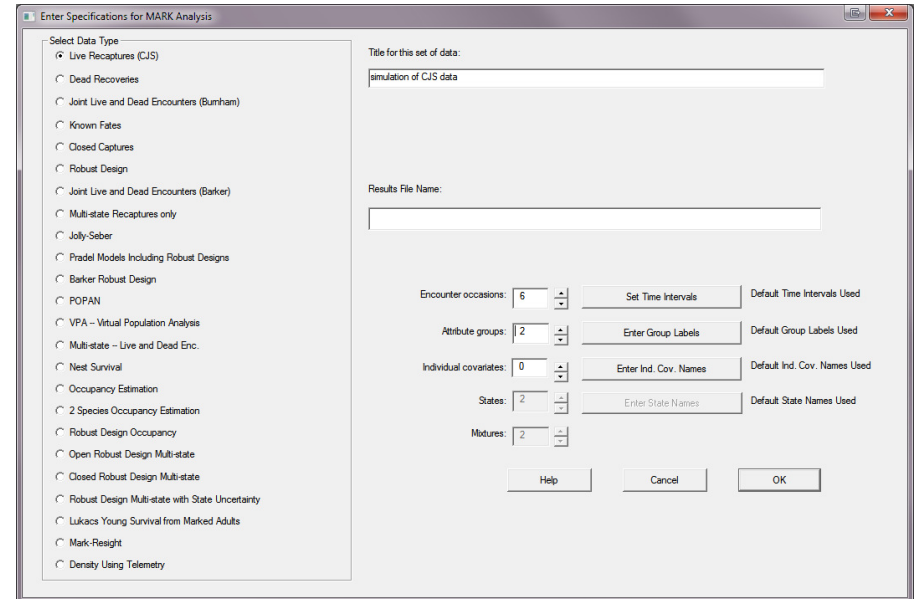 Enter Specifications for MARK Analysis
Select Data Type
Live Recaptures (CJS)
Dead Recoveries
Joint Live and Dead Encounters (Burnham)
Known Fates
Closed Captures
Robust Design
Joint Live and Dead Encounters (Barker)
Multi-state Recaptures only
Jolly-Seber
Pradel Models Including Robust Designs
Barker Robust Design
POPAN
VPA -- Virtual Population Analysis
Multi-state -- Live and Dead Enc.
Nest Survival
Occupancy Estimation
2 Species Occupancy Estimation
Robust Design Occupancy
Open Robust Design Multi-state
Closed Robust Design Multi-state
Robust Design Multi-state with State Uncertainty
Lukacs Young Survival from Marked Adults
Mark-Resight
Density Using Telemetry
Title for this set of data:
simulation of CJS data
Results File Name:
Encounter occasions: 6 Set Time Intervals Default Time Intervals Used
Attribute groups: 2 Enter Group Labels Default Group Labels Used
Individual covariates: 0 Enter Ind. Cov. Names Default Ind. Cov. Names Used
States: 2 Enter State Names Default State Names Used
Mixtures: 2
Help Cancel OK